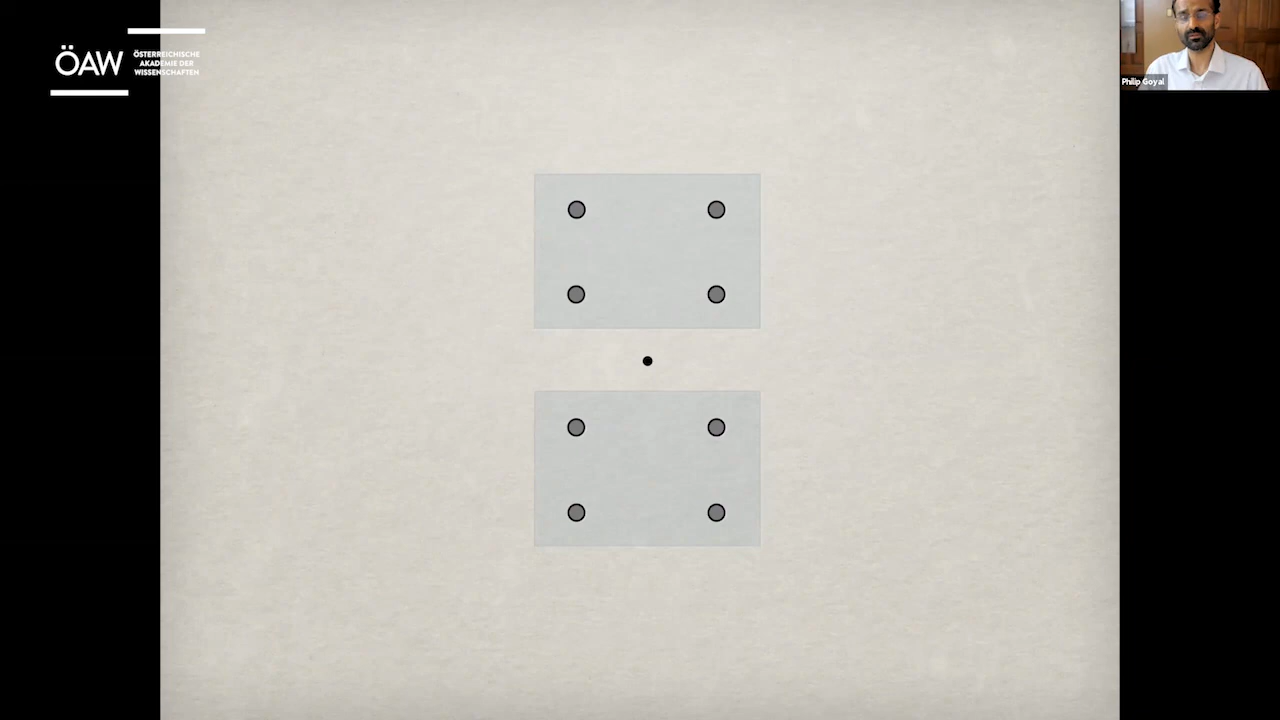 ÖAW
ÖSTERREICHISCHE
AKADEMIE DER
WISSENSCHAFTEN
Philip Goyal